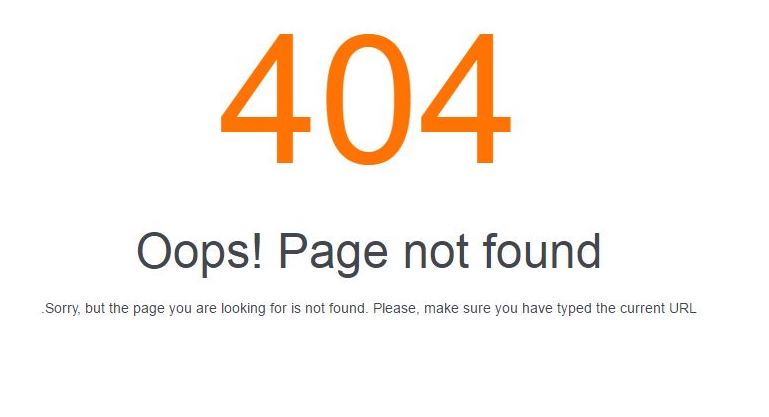 404
Oops! Page not found
.Sorry, but the page you are looking for is not found. Please, make sure you have typed the current URL